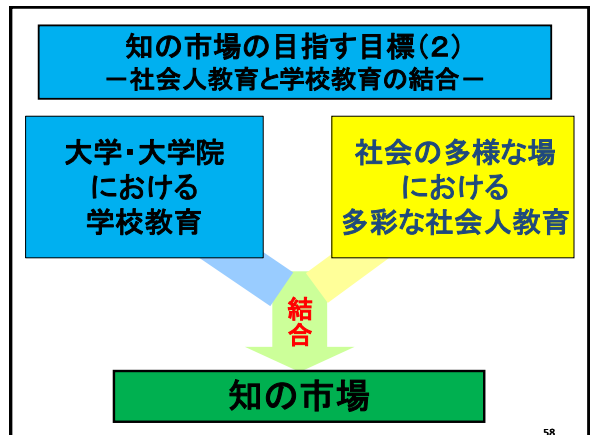 知の市場の目指す目標(2)
－社会人教育と学校教育の結合－
大学・大学院
における
学校教育
社会の多様な場
における
多彩な社会人教育
結
合
知の市場
58